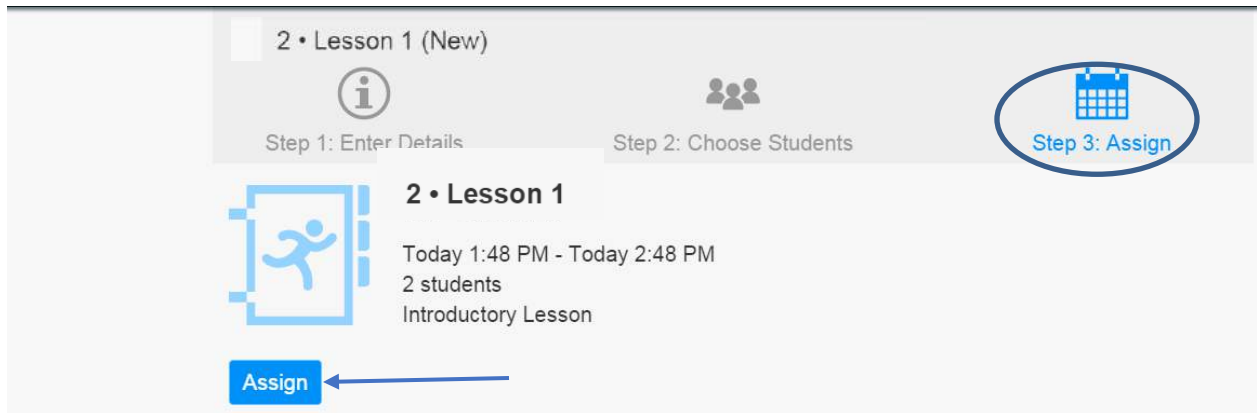 2 • Lesson 1 (New)
Step 1: Enter Details
Step 2: Choose Students
Step 3: Assign
2 • Lesson 1
Today 1:48 PM - Today 2:48 PM
2 students
Introductory Lesson
Assign